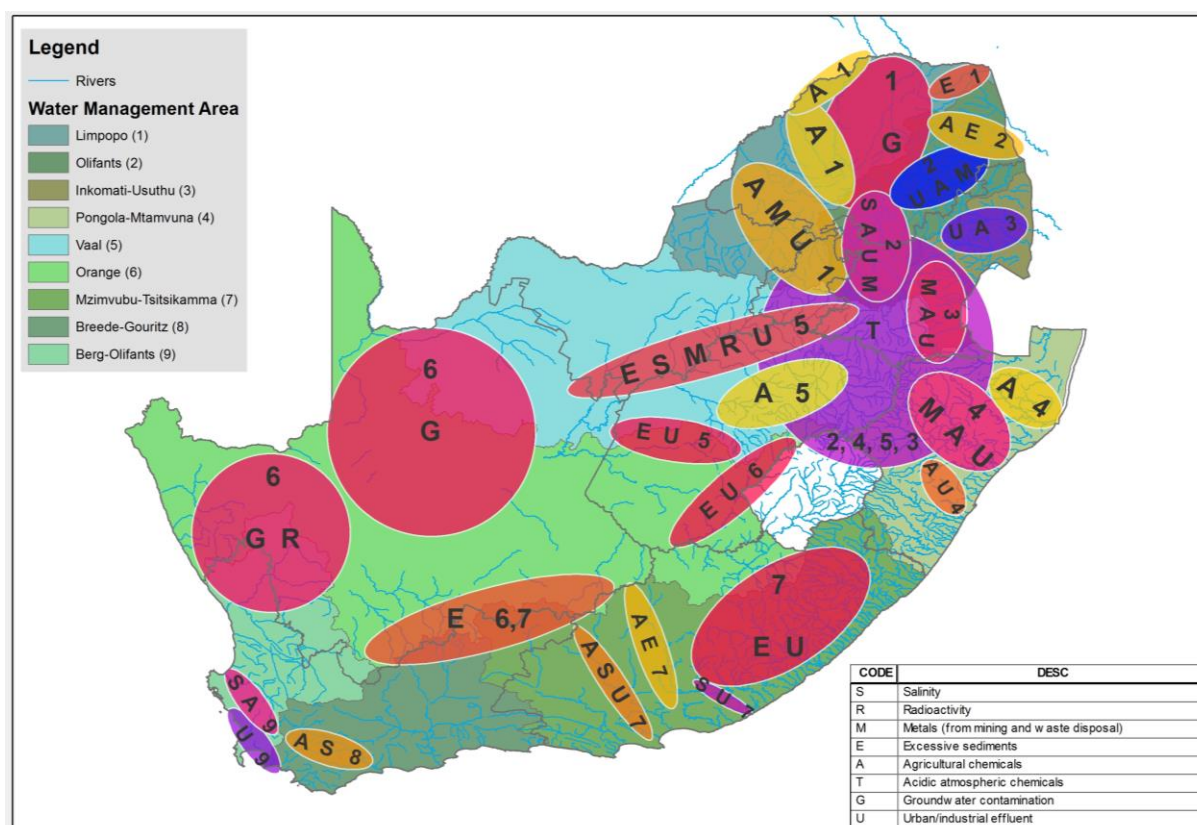 Legend
Rivers
Water Management Area
Limpopo (1)
Olifants (2)
Inkomati-Usuthu (3)
Pongola-Mtamvuna (4)
Vaal (5)
Orange (6)
Mzimvubu-Tsitsikamma (7)
Breede-Gouritz (8)
Berg-Olifants (9)
A 1
1
G
E 1
A 1
A E 2
2
U A M
A M U 1
S A U M
2
U A 3
M A U
3
T
E S M R U 5
A 5
A 4
4
M A U
6
G
E U 5
2, 4, 5, 3
E U 6
A U 4
6
G R
7
E U
E 6,7
A E 7
A S U 7
S U 7
S A 9
U 9
A S 8
CODE DESC
S Salinity
R Radioactivity
M Metals (from mining and waste disposal)
E Excessive sediments
A Agricultural chemicals
T Acidic atmospheric chemicals
G Groundwater contamination
U Urban/industrial effluent